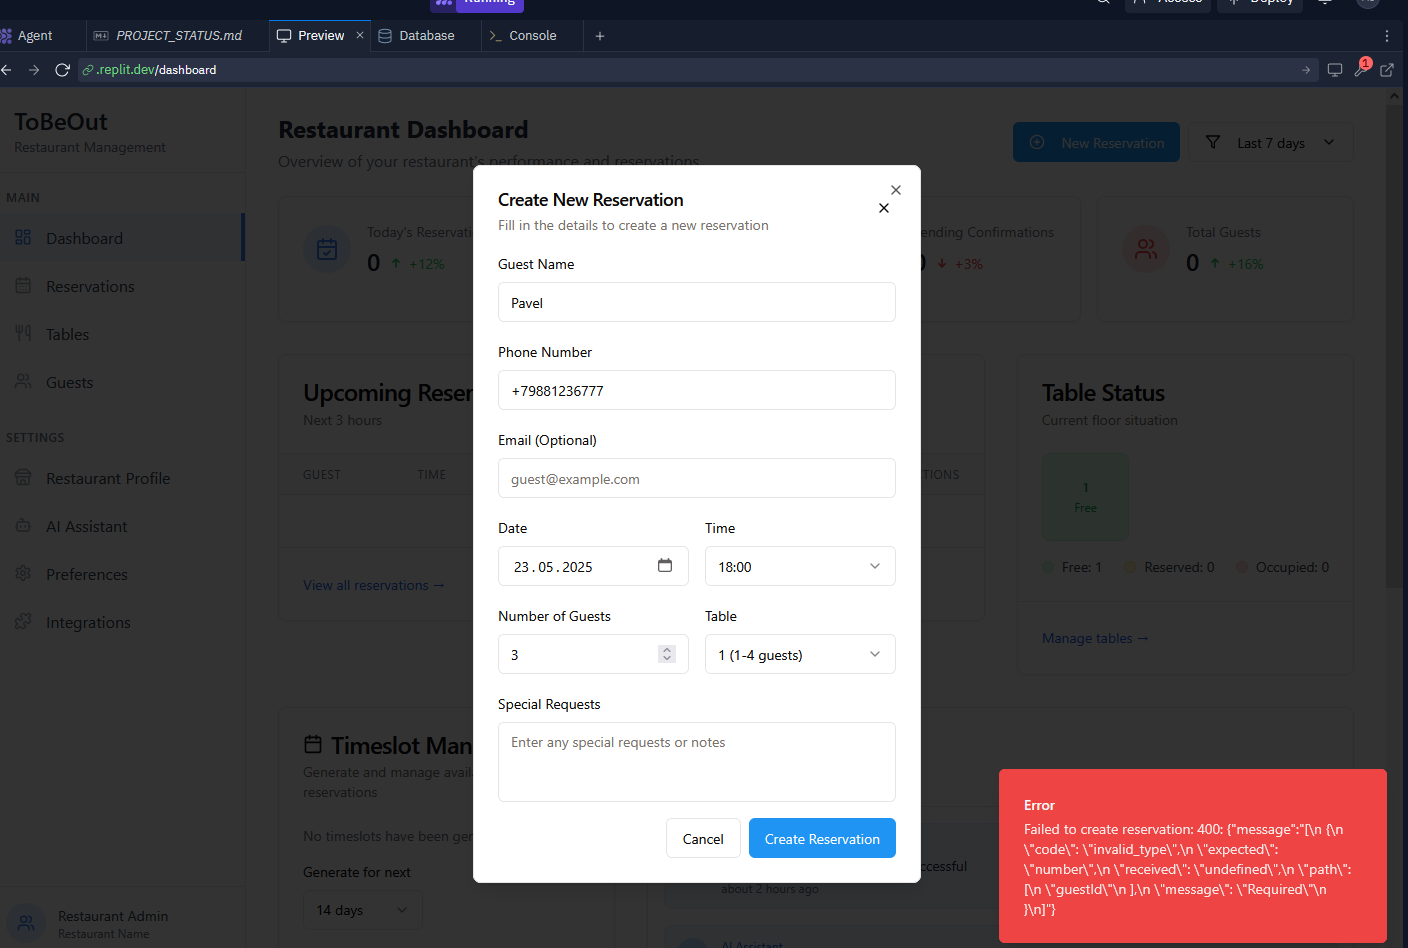 Running
Access
Deploy
Agent
PROJECT_STATUS.md
Preview
Database
Console
.replit.dev/dashboard
1
ToBeOut
Restaurant Management
Restaurant Dashboard
Overview of your restaurant's performance and reservations
New Reservation
Last 7 days
MAIN
Dashboard
Reservations
Tables
Guests
SETTINGS
Restaurant Profile
AI Assistant
Preferences
Integrations
Restaurant Admin
Restaurant Name
Today's Reservati
0 +12%
ending Confirmations
+3%
Total Guests
0 +16%
Upcoming Reser
Next 3 hours
GUEST
TIME
TIONS
View all reservations →
Table Status
Current floor situation
1
Free
Free: 1
Reserved: 0
Occupied: 0
Manage tables →
Timeslot Man
Generate and manage avail
reservations
No timeslots have been gen
Generate for next
14 days
ccessful
about 2 hours ago
AI Assistant
Create New Reservation
Fill in the details to create a new reservation
Guest Name
Pavel
Phone Number
+79881236777
Email (Optional)
guest@example.com
Date
Time
23.05.2025
18:00
Number of Guests
Table
3
1 (1-4 guests)
Special Requests
Enter any special requests or notes
Cancel
Create Reservation
Error
Failed to create reservation: 400: {"message":"[\n {\n
\"code\": \"invalid_type\",\n \"expected\":
\"number\",\n \"received\": \"undefined\",\n \"path\":
[\n \"guestId\"\n ],\n \"message\": \"Required\"\n
}\n]"}